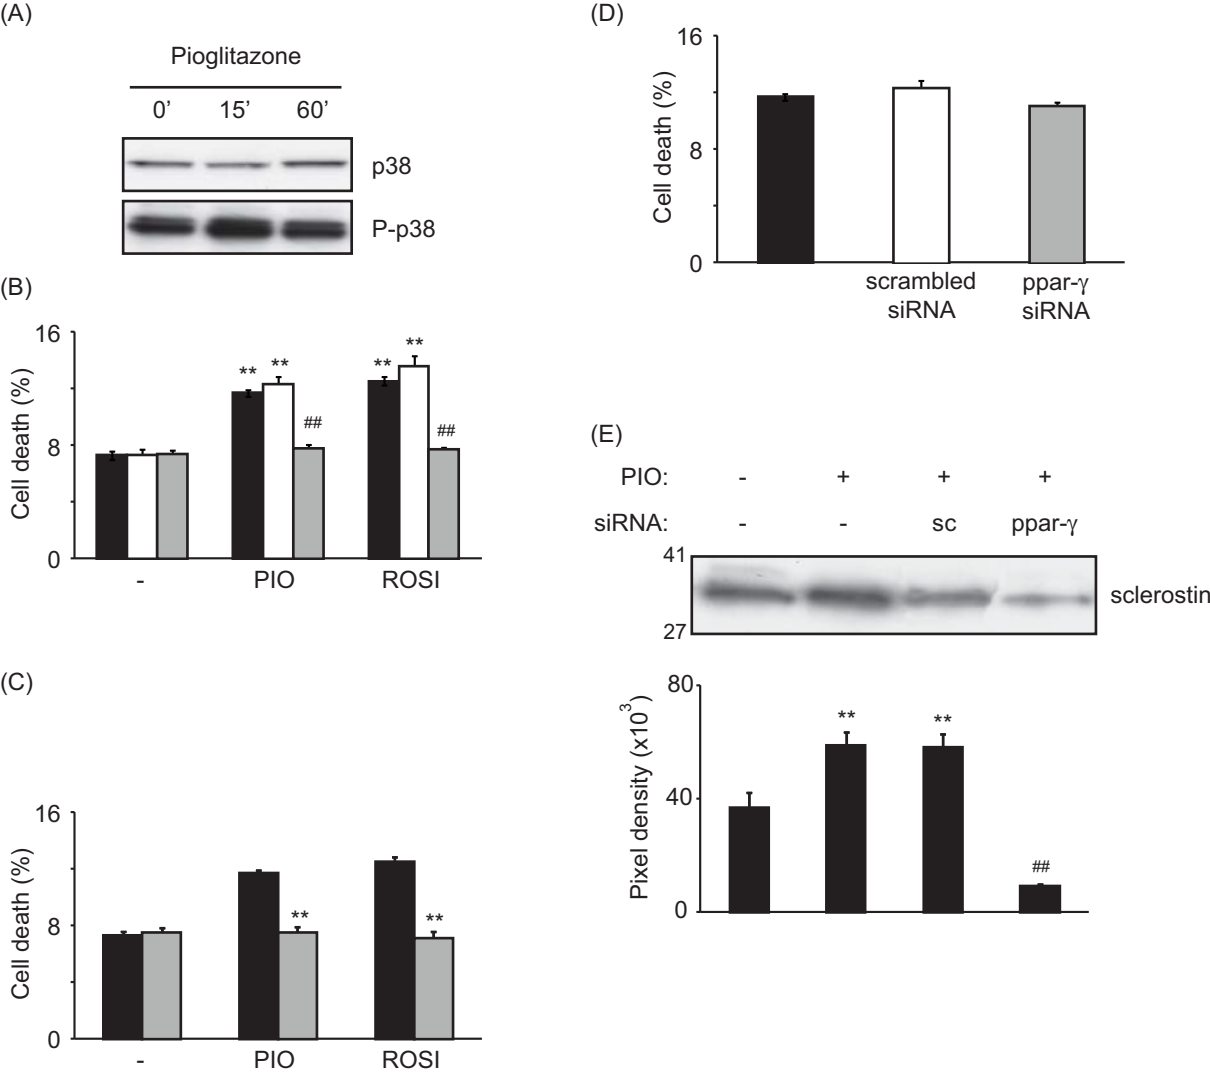 (A)
Pioglitazone
0’ 15’ 60’
p38
P-p38
(B)
16
8
0
Cell death (%)
** ** ##
** ** ##
- PIO ROSI
(C)
16
8
0
Cell death (%)
** **
- PIO ROSI
(D)
16
8
0
Cell death (%)
scrambled
siRNA
ppar-γ
siRNA
(E)
PIO: - + + +
siRNA: - - sc ppar-γ
41
27
sclerostin
80
40
0
Pixel density (x10³)
** ** ##